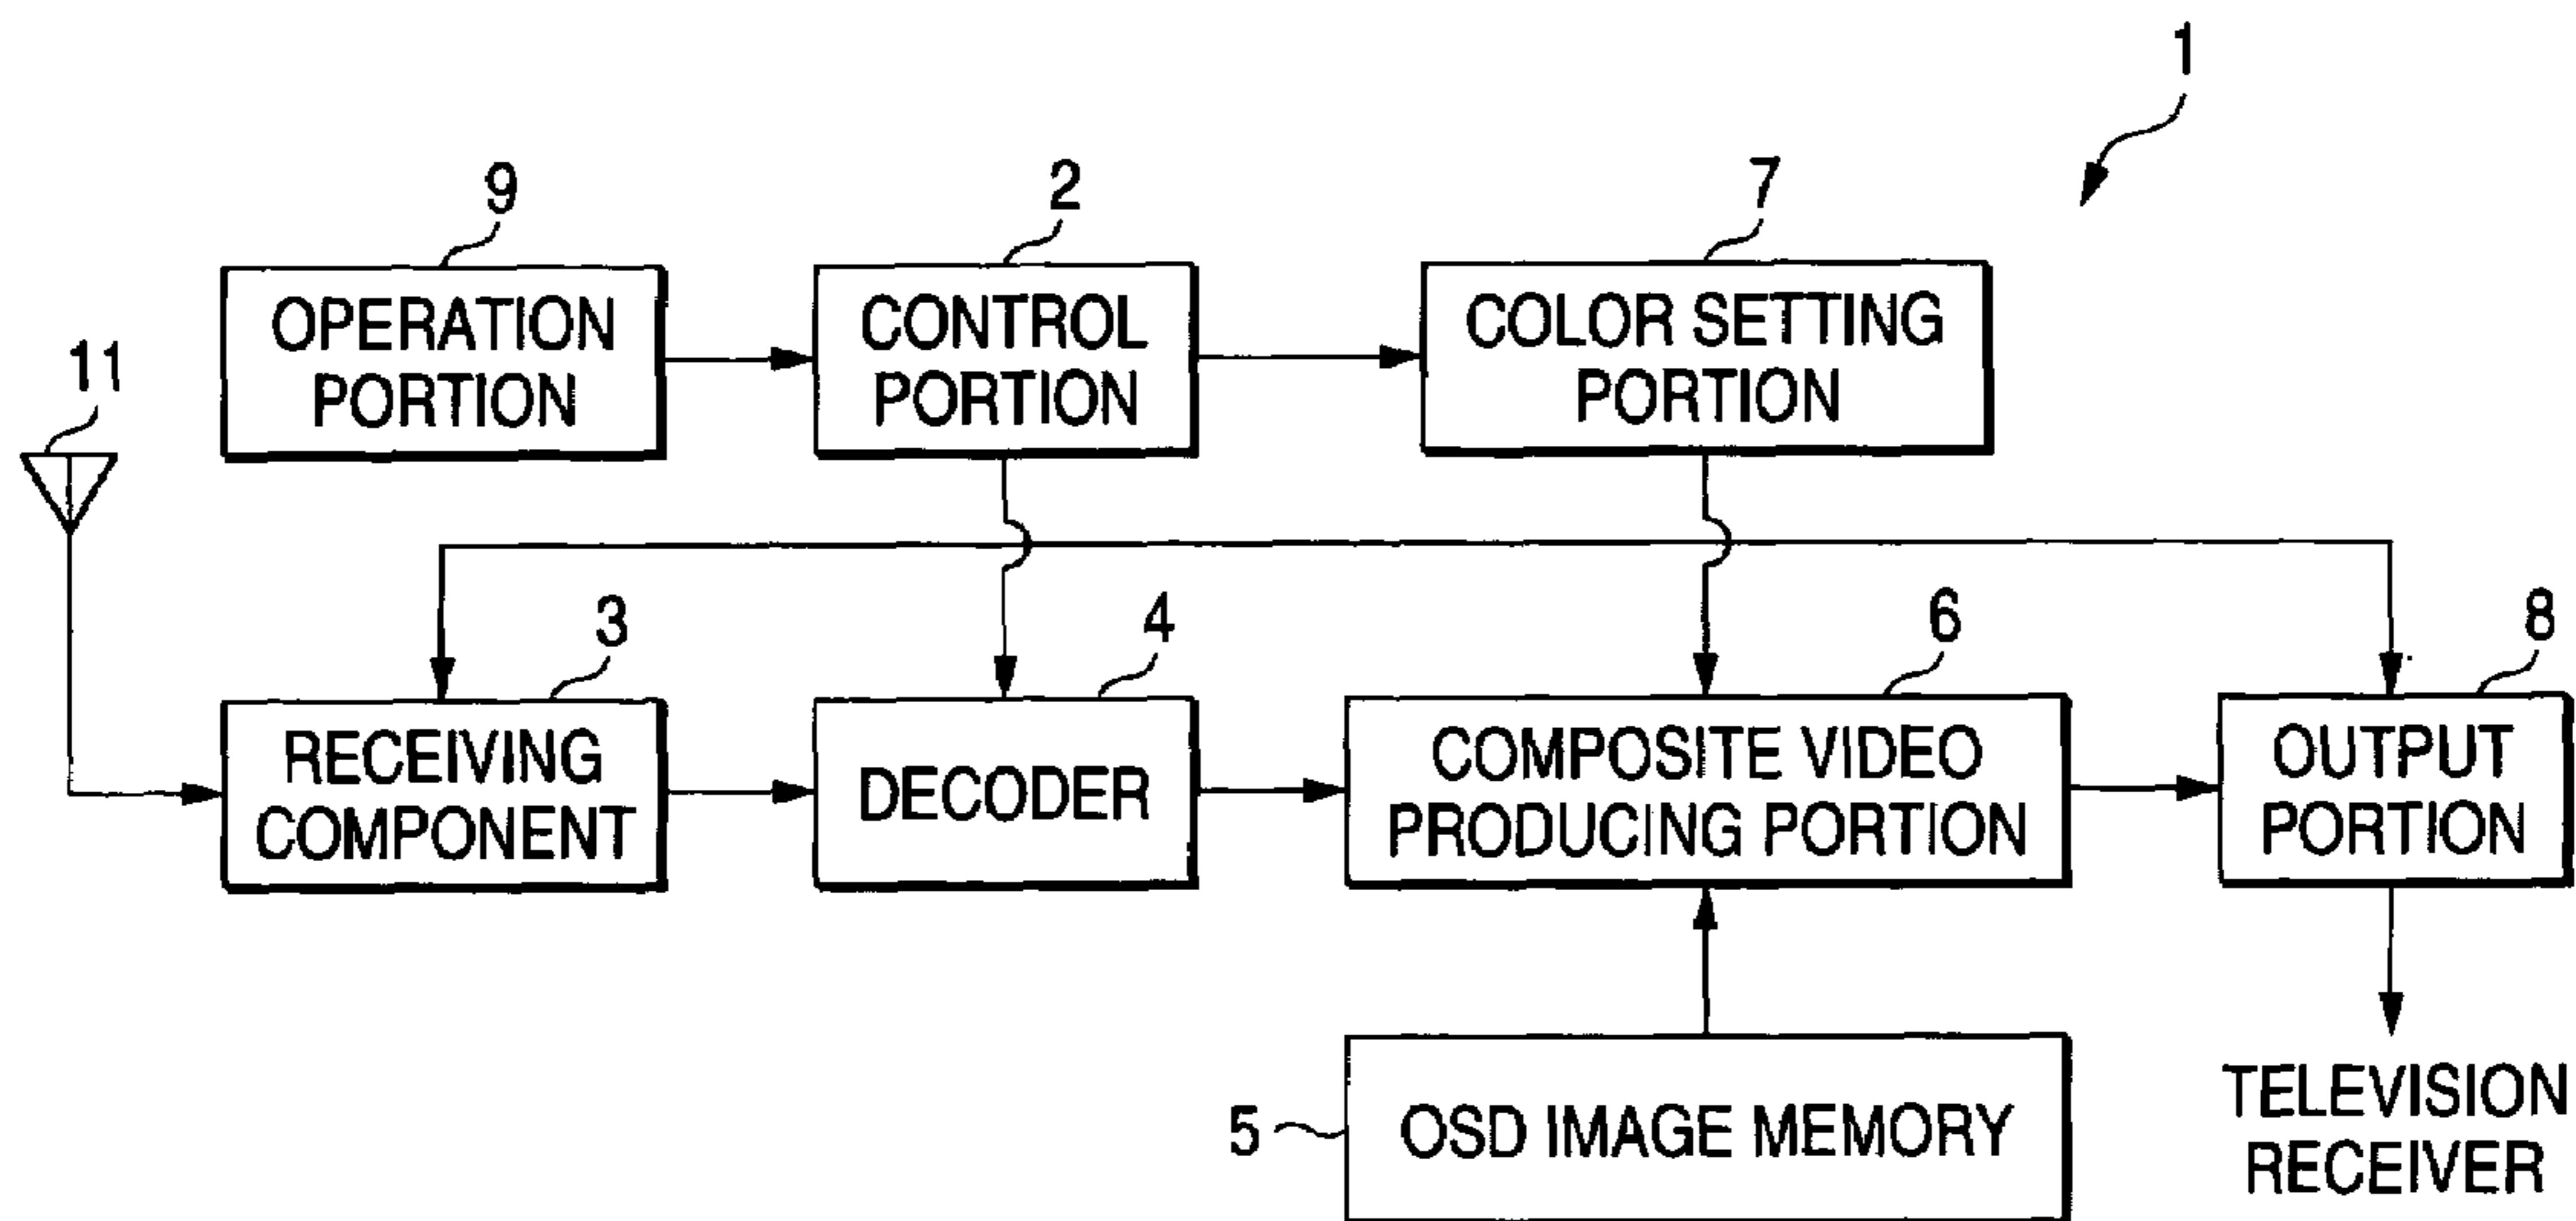 1
9
2
7
OPERATION
PORTION
CONTROL
PORTION
COLOR SETTING
PORTION
11
3
4
6
8
RECEIVING
COMPONENT
DECODER
COMPOSITE VIDEO
PRODUCING PORTION
OUTPUT
PORTION
5
OSD IMAGE MEMORY
TELEVISION
RECEIVER